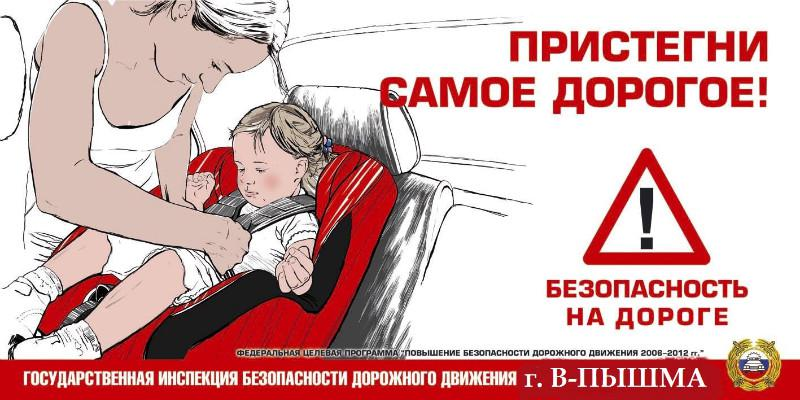 ПРИСТЕГНИ
САМОЕ ДОРОГОЕ!
!
БЕЗОПАСНОСТЬ
НА ДОРОГЕ
ФЕДЕРАЛЬНАЯ ЦЕЛЕВАЯ ПРОГРАММА "ПОВЫШЕНИЕ БЕЗОПАСНОСТИ ДОРОЖНОГО ДВИЖЕНИЯ 2006–2012 гг."
ГОСУДАРСТВЕННАЯ ИНСПЕКЦИЯ БЕЗОПАСНОСТИ ДОРОЖНОГО ДВИЖЕНИЯ г. В-ПЫШМА